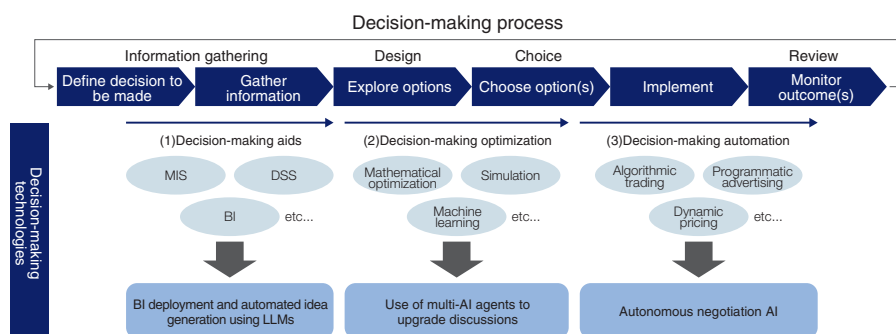 Decision-making process
Information gathering
Design
Choice
Review
Define decision to
be made
Gather
information
Explore options
Choose option(s)
Implement
Monitor
outcome(s)
Decision-making
technologies
(1)Decision-making aids
MIS
DSS
BI
etc...
BI deployment and automated idea
generation using LLMs
(2)Decision-making optimization
Mathematical
optimization
Simulation
Machine
learning
etc...
Use of multi-AI agents to
upgrade discussions
(3)Decision-making automation
Algorithmic
trading
Programmatic
advertising
Dynamic
pricing
etc...
Autonomous negotiation AI